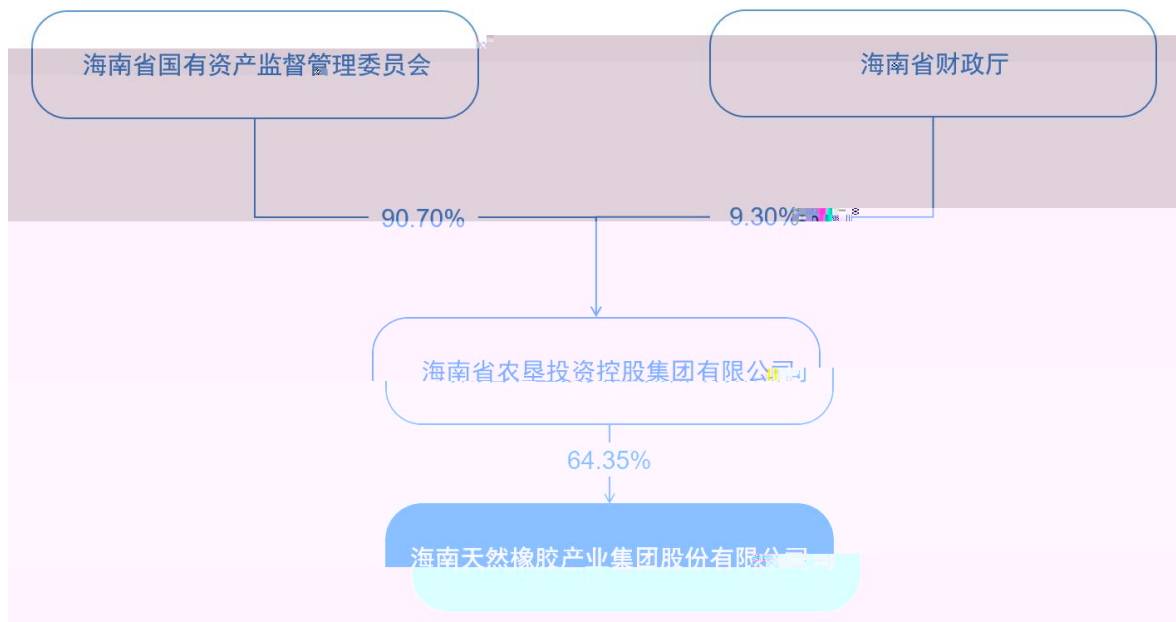 海南省国有资产监督管理委员会
海南省财政厅
90.70%
9.30%
海南省农垦投资控股集团有限公司
64.35%
海南天然橡胶产业集团股份有限公司